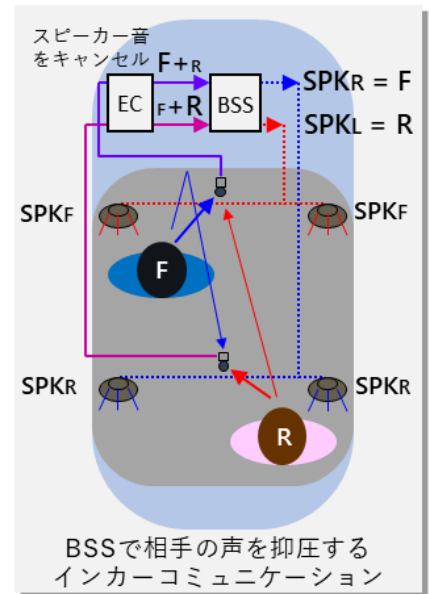 スピーカー音
をキャンセル
F+R
EC
BSS
SPKR = F
F+R
SPKL = R
SPKF
SPKF
F
SPKR
SPKR
R
BSSで相手の声を抑圧する
インカーコミュニケーション